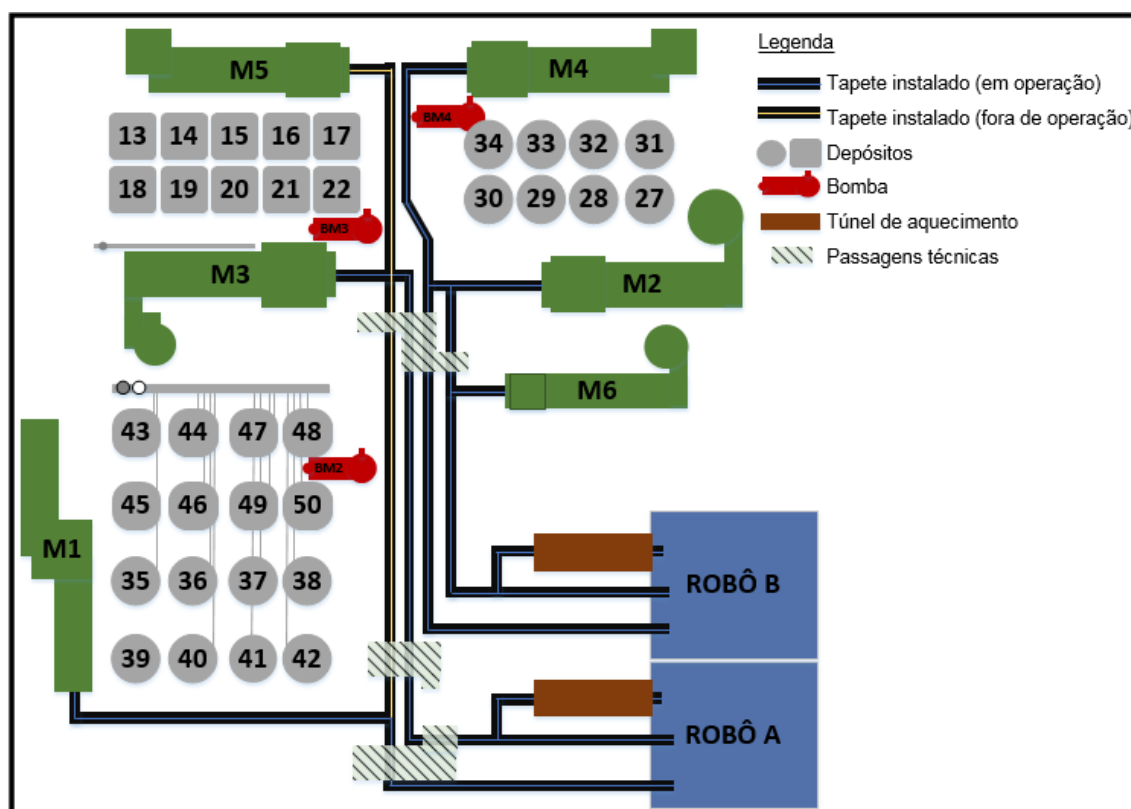 Legenda
Tapete instalado (em operação)
Tapete instalado (fora de operação)
Depósitos
Bomba
Túnel de aquecimento
Passagens técnicas
M5
M4
BM4
13 14 15 16 17
34 33 32 31
18 19 20 21 22
30 29 28 27
BM3
M3
M2
M6
43 44 47 48
BM2
45 46 49 50
M1
35 36 37 38
ROBÔ B
39 40 41 42
ROBÔ A